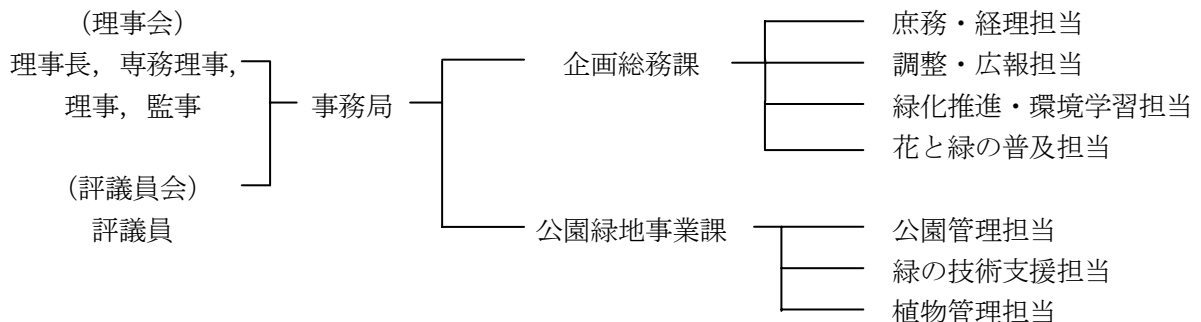 (理事会)
理事長，専務理事，
理事，監事
(評議員会)
評議員
事務局
企画総務課
庶務・経理担当
調整・広報担当
緑化推進・環境学習担当
花と緑の普及担当
公園緑地事業課
公園管理担当
緑の技術支援担当
植物管理担当